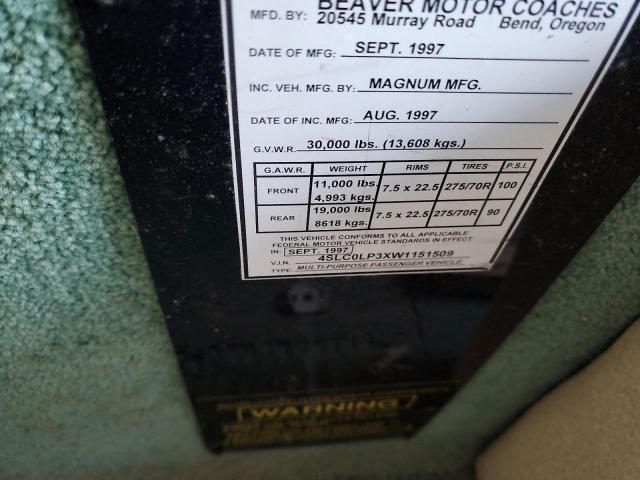 BEAVER MOTOR COACHES
MFD. BY: 20545 Murray Road Bend, Oregon
DATE OF MFG: SEPT. 1997
INC. VEH. MFG. BY: MAGNUM MFG.
DATE OF INC. MFG: AUG. 1997
G.V.W.R. 30,000 lbs. (13,608 kgs.)
G.A.W.R. WEIGHT RIMS TIRES P.S.I.
FRONT 11,000 lbs. 4,993 kgs. 7.5 x 22.5 275/70R 100
REAR 19,000 lbs 8618 kgs. 7.5 x 22.5 275/70R 90
THIS VEHICLE CONFORMS TO ALL APPLICABLE
FEDERAL MOTOR VEHICLE STANDARDS IN EFFECT
IN: [SEPT. 1997]
V.I.N. 4SLC0LP3XW1151509
TYPE: MULTI-PURPOSE PASSENGER VEHICLE
WARNING